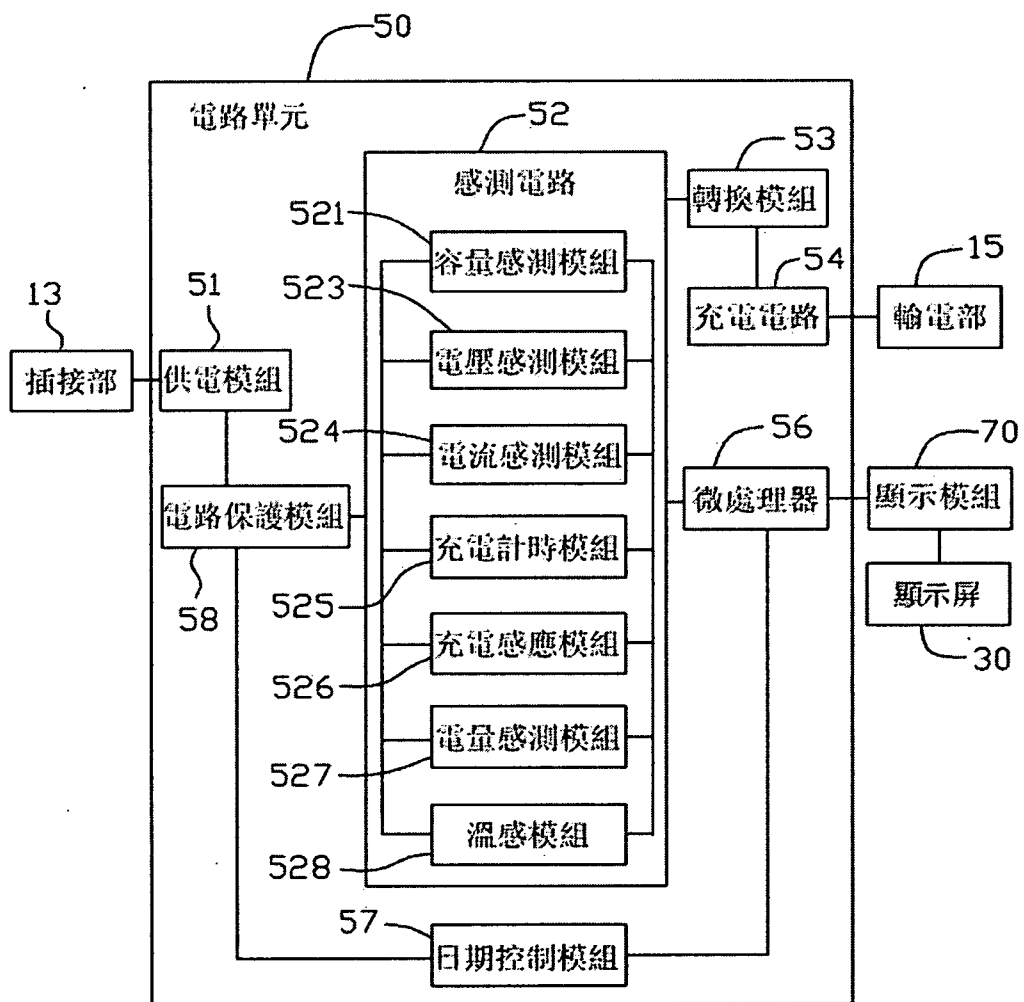 50
電路單元
52
感測電路
53
轉換模組
521
容量感測模組
54
充電電路
15
輸電部
523
電壓感測模組
13
插接部
51
供電模組
524
電流感測模組
56
微處理器
70
顯示模組
電路保護模組
58
充電計時模組
525
顯示屏
30
充電感應模組
526
電量感測模組
527
溫感模組
528
57
日期控制模組